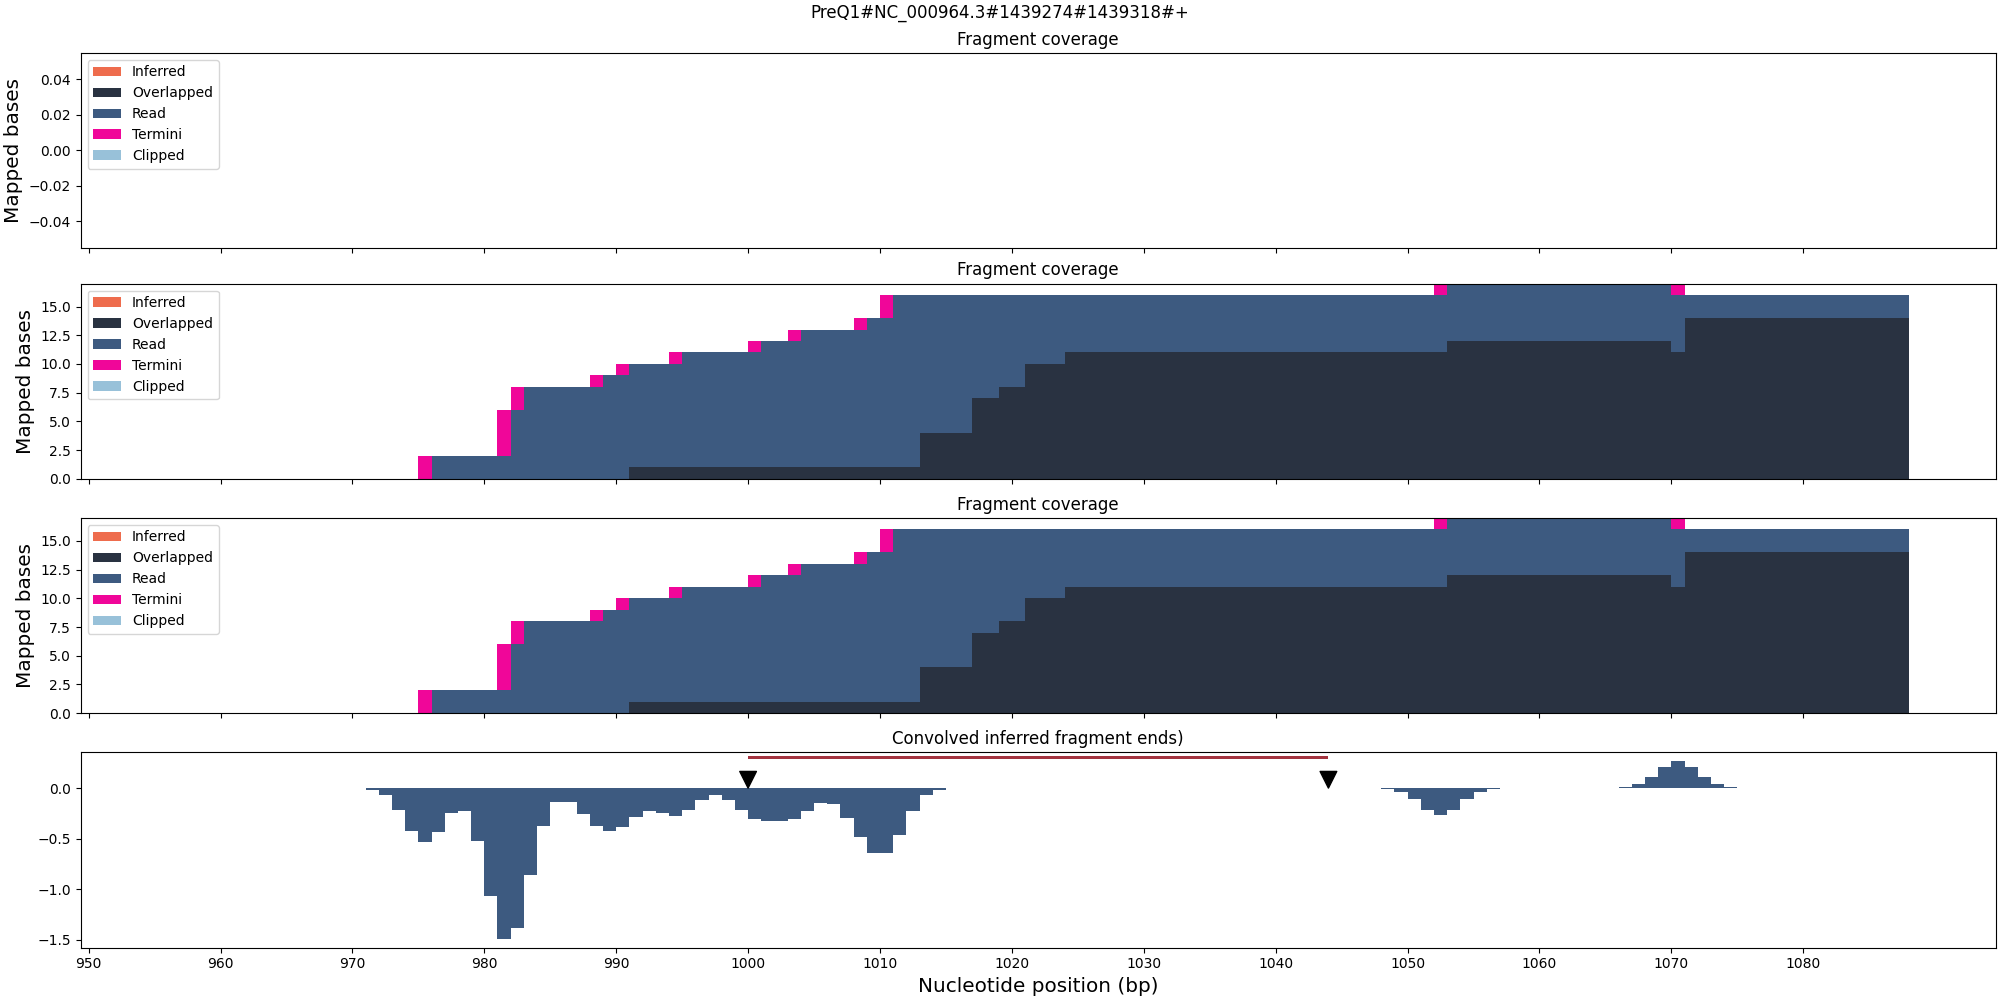 PreQ1#NC_000964.3#1439274#1439318#+
Fragment coverage
Mapped bases
0.04
0.02
0.00
−0.02
−0.04
Inferred
Overlapped
Read
Termini
Clipped
Fragment coverage
Mapped bases
15.0
12.5
10.0
7.5
5.0
2.5
0.0
Inferred
Overlapped
Read
Termini
Clipped
Fragment coverage
Mapped bases
15.0
12.5
10.0
7.5
5.0
2.5
0.0
Inferred
Overlapped
Read
Termini
Clipped
Convolved inferred fragment ends)
0.0
−0.5
−1.0
−1.5
950 960 970 980 990 1000 1010 1020 1030 1040 1050 1060 1070 1080
Nucleotide position (bp)